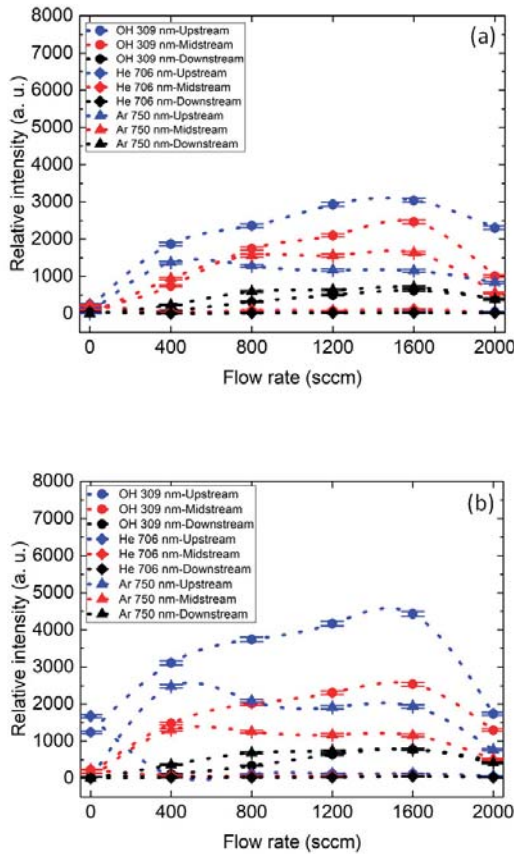 8000
7000
6000
5000
4000
3000
2000
1000
0
Relative intensity (a. u.)
OH 309 nm-Upstream
OH 309 nm-Midstream
OH 309 nm-Downstream
He 706 nm-Upstream
He 706 nm-Midstream
He 706 nm-Downstream
Ar 750 nm-Upstream
Ar 750 nm-Midstream
Ar 750 nm-Downstream
(a)
0 400 800 1200 1600 2000
Flow rate (sccm)
8000
7000
6000
5000
4000
3000
2000
1000
0
Relative intensity (a. u.)
OH 309 nm-Upstream
OH 309 nm-Midstream
OH 309 nm-Downstream
He 706 nm-Upstream
He 706 nm-Midstream
He 706 nm-Downstream
Ar 750 nm-Upstream
Ar 750 nm-Midstream
Ar 750 nm-Downstream
(b)
0 400 800 1200 1600 2000
Flow rate (sccm)